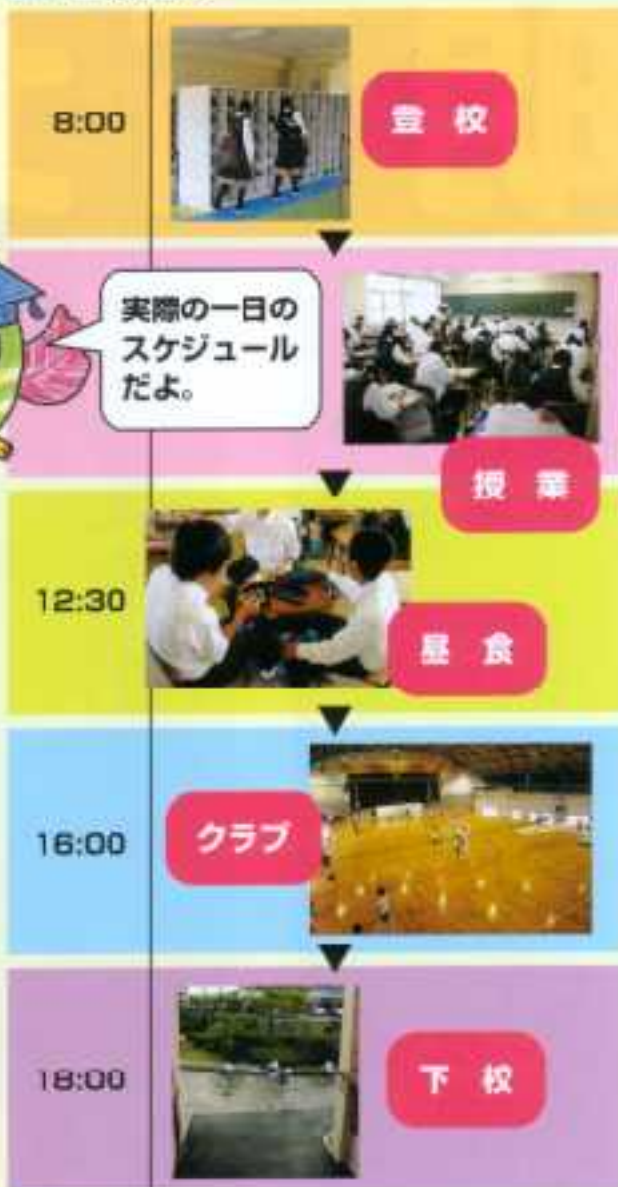 8:00
登 校
実際の一日の
スケジュール
だよ。
授 業
12:30
昼 食
16:00
クラブ
18:00
下 校